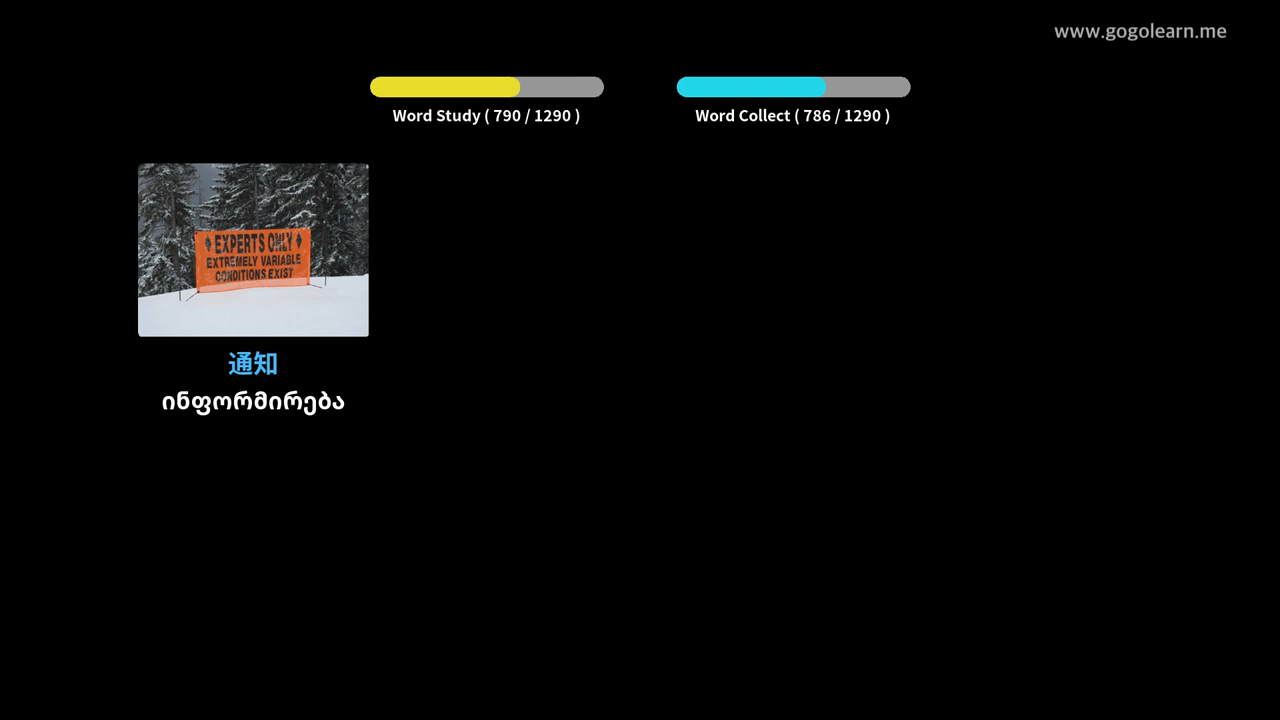 www.gogolearn.me
Word Study ( 790 / 1290 )
Word Collect ( 786 / 1290 )
EXPERTS ONLY
EXTREMELY VARIABLE
CONDITIONS EXIST
通知
ინფორმირება